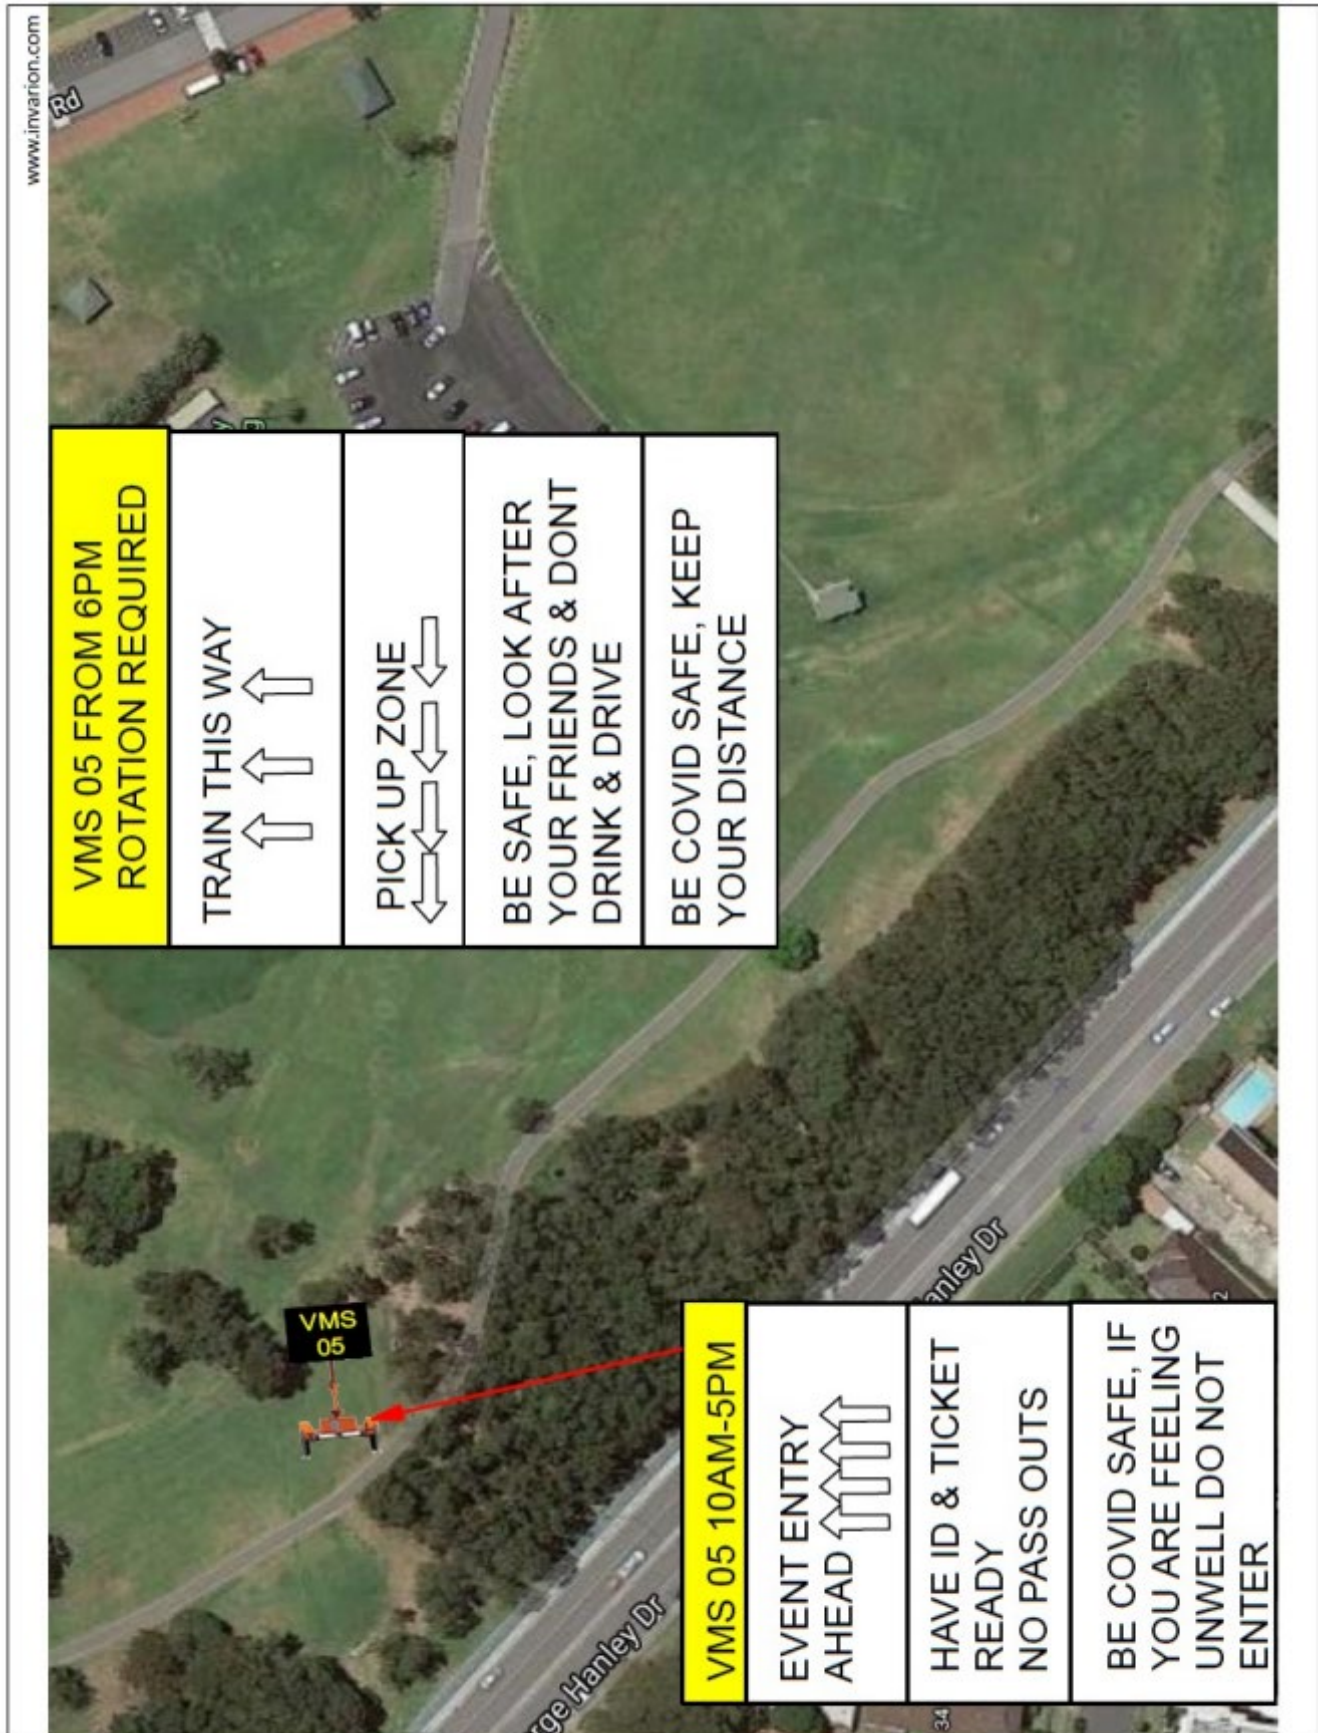 www.invarion.com
Rd
VMS 05 FROM 6PM
ROTATION REQUIRED
TRAIN THIS WAY
PICK UP ZONE
BE SAFE, LOOK AFTER
YOUR FRIENDS & DONT
DRINK & DRIVE
BE COVID SAFE, KEEP
YOUR DISTANCE
VMS
05
VMS 05 10AM-5PM
EVENT ENTRY
AHEAD
HAVE ID & TICKET
READY
NO PASS OUTS
BE COVID SAFE, IF
YOU ARE FEELING
UNWELL DO NOT
ENTER
anley Dr
rge Hanley Dr
34
2